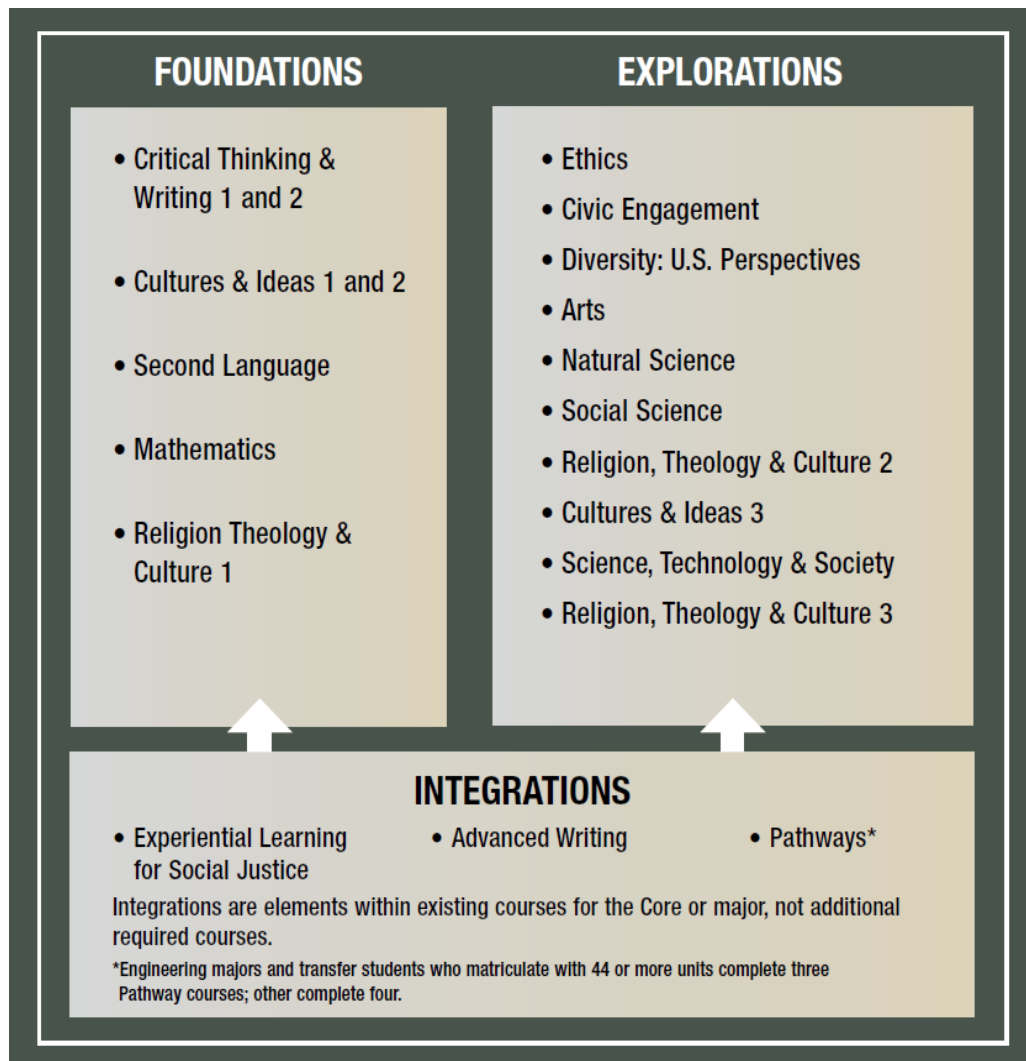 FOUNDATIONS
• Critical Thinking &
Writing 1 and 2
• Cultures & Ideas 1 and 2
• Second Language
• Mathematics
• Religion Theology &
Culture 1
EXPLORATIONS
• Ethics
• Civic Engagement
• Diversity: U.S. Perspectives
• Arts
• Natural Science
• Social Science
• Religion, Theology & Culture 2
• Cultures & Ideas 3
• Science, Technology & Society
• Religion, Theology & Culture 3
INTEGRATIONS
• Experiential Learning
for Social Justice
• Advanced Writing
• Pathways*
Integrations are elements within existing courses for the Core or major, not additional
required courses.
*Engineering majors and transfer students who matriculate with 44 or more units complete three
Pathway courses; other complete four.